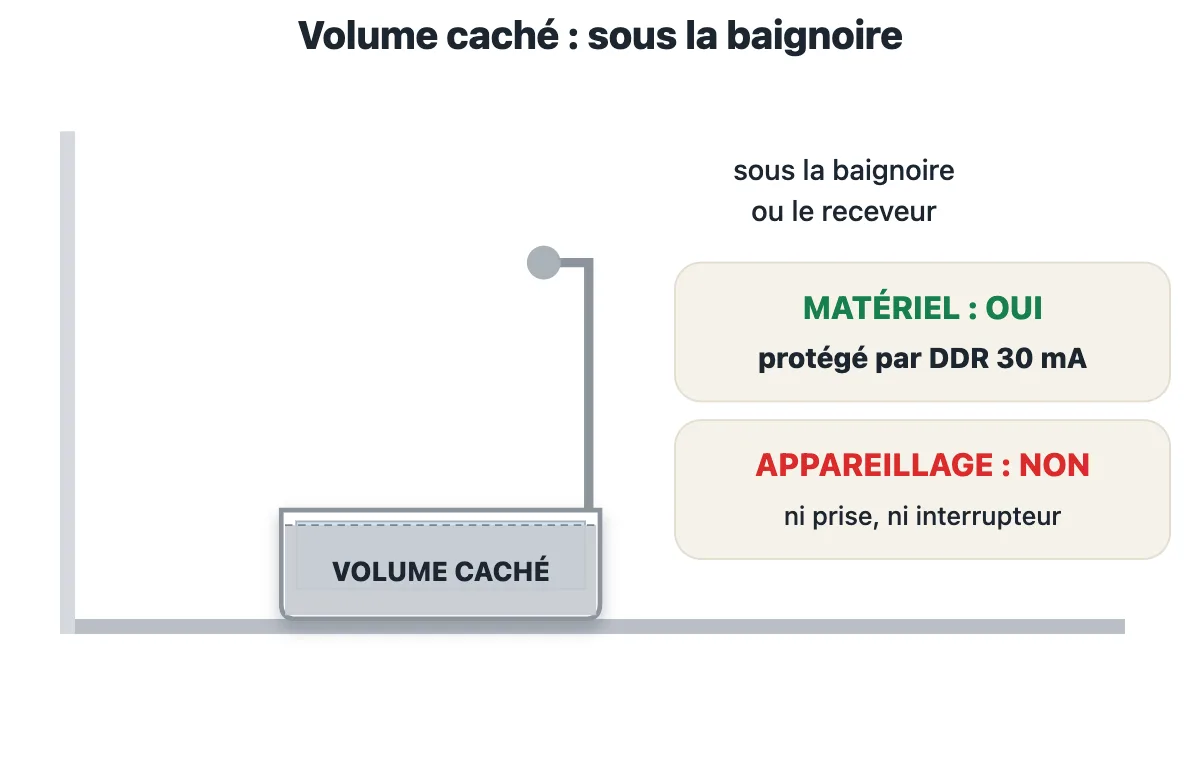 Volume caché : sous la baignoire
sous la baignoire
ou le receveur
MATÉRIEL : OUI
protégé par DDR 30 mA
APPAREILLAGE : NON
ni prise, ni interrupteur
VOLUME CACHÉ